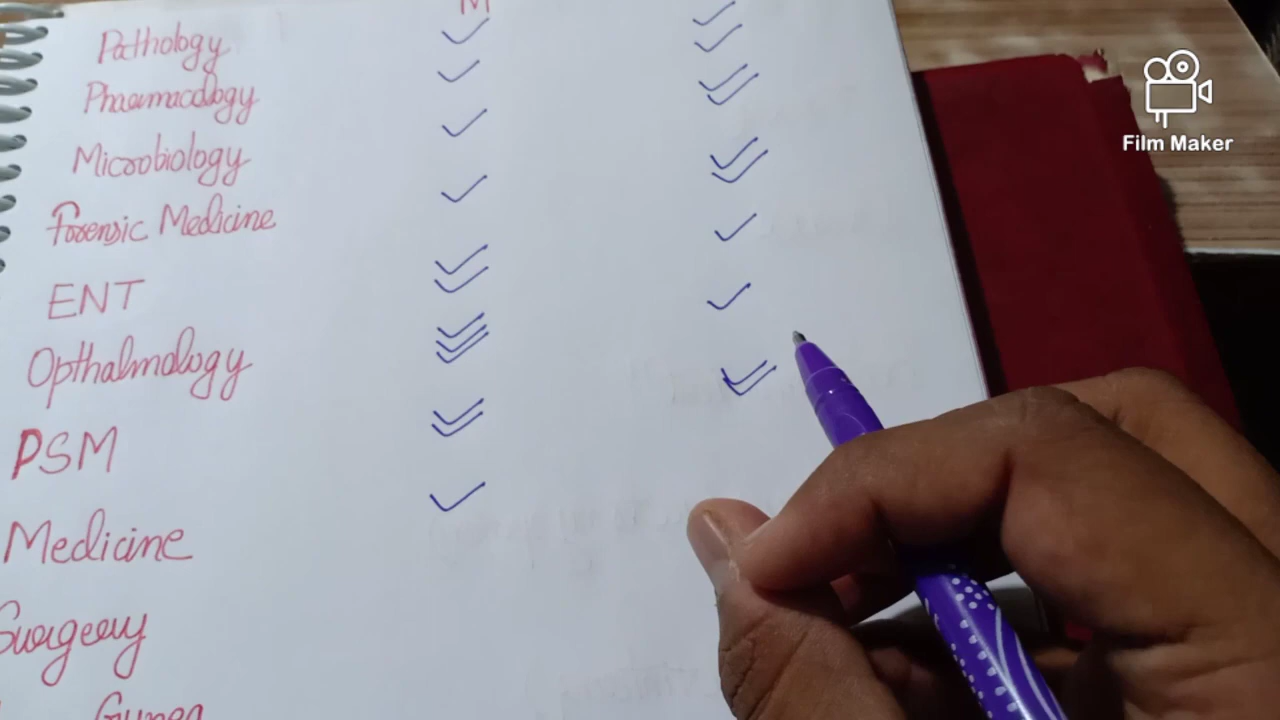 M
Pathology
Pharmacology
Microbiology
Forensic Medicine
ENT
Opthalmology
PSM
Medicine
Surgery
Film Maker